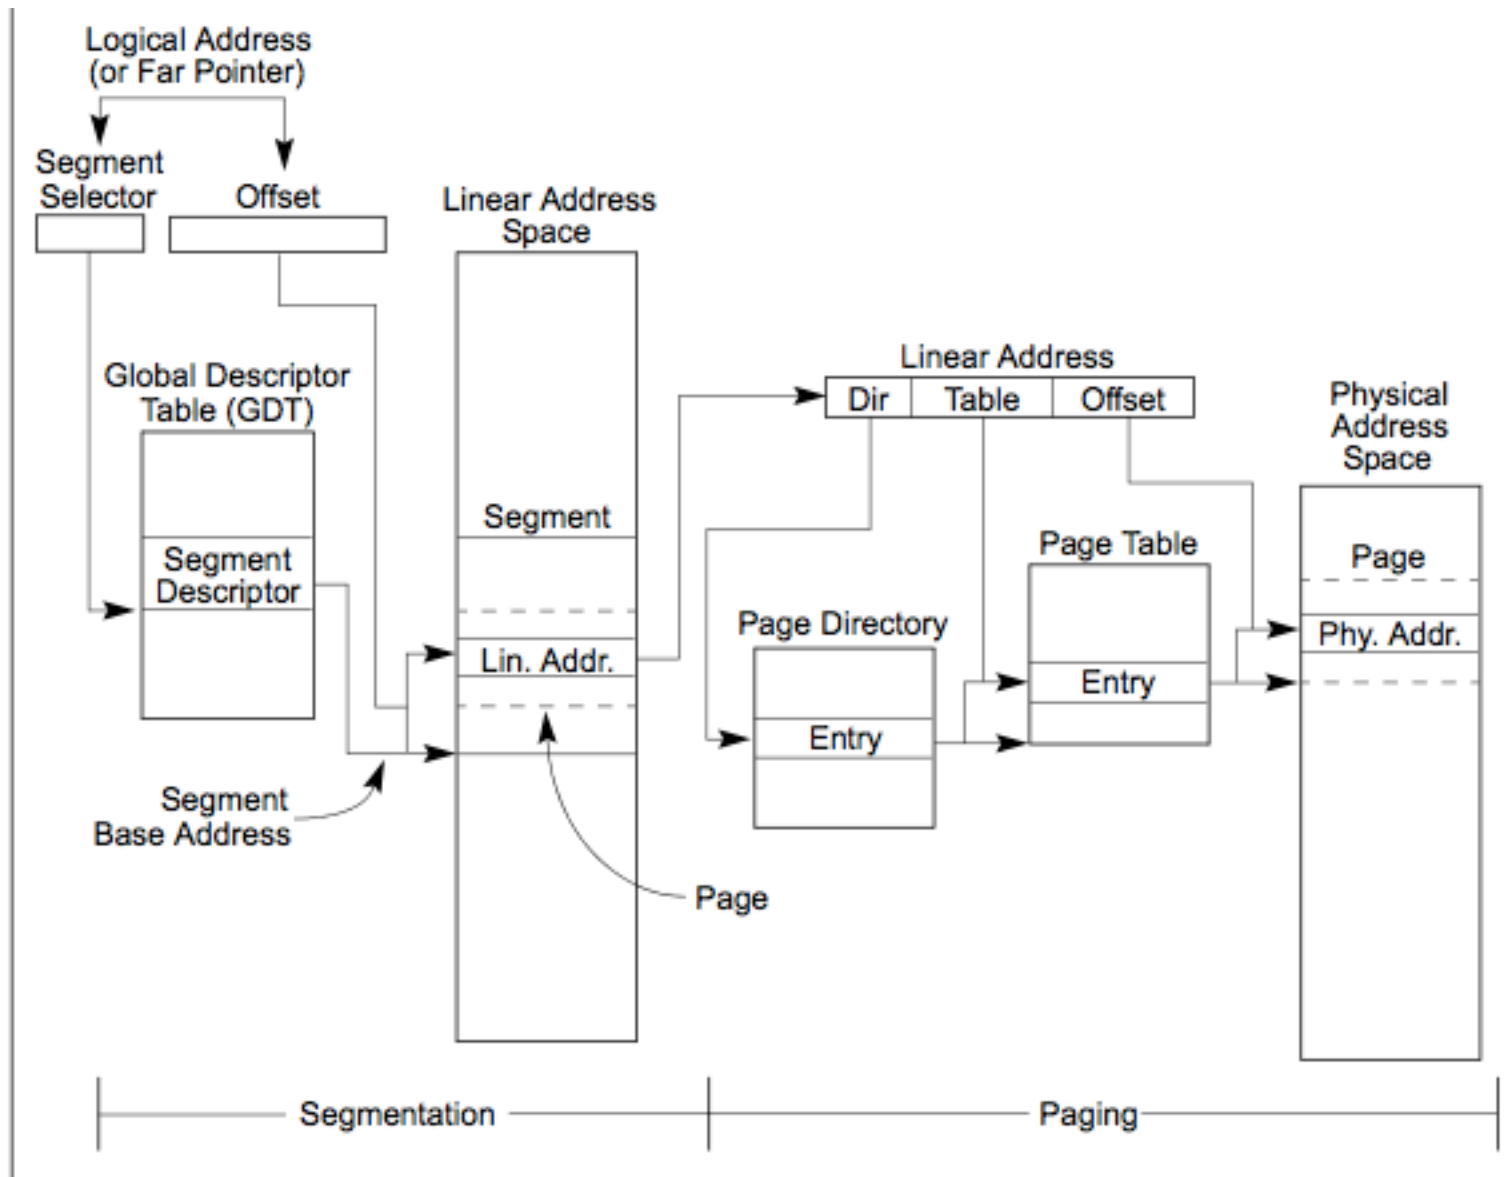 Logical Address
(or Far Pointer)
Segment
Selector
Offset
Linear Address
Space
Global Descriptor
Table (GDT)
Segment
Descriptor
Segment
Lin. Addr.
Segment
Base Address
Page
Linear Address
Dir
Table
Offset
Page Directory
Entry
Page Table
Entry
Physical
Address
Space
Page
Phy. Addr.
Segmentation
Paging